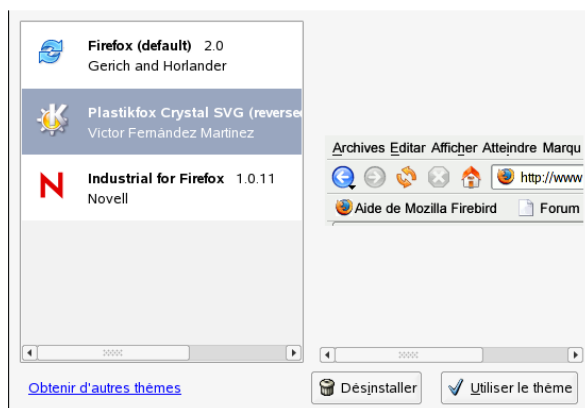 Firefox (default) 2.0
Gerich and Horlander
Plastikfox Crystal SVG (reverse
Víctor Fernández Martínez
Industrial for Firefox 1.0.11
Novell
Archives Editar Afficher Atteindre Marqu
http://www
Aide de Mozilla Firebird Forum
Obtenir d'autres thèmes
Désinstaller
Utiliser le thème